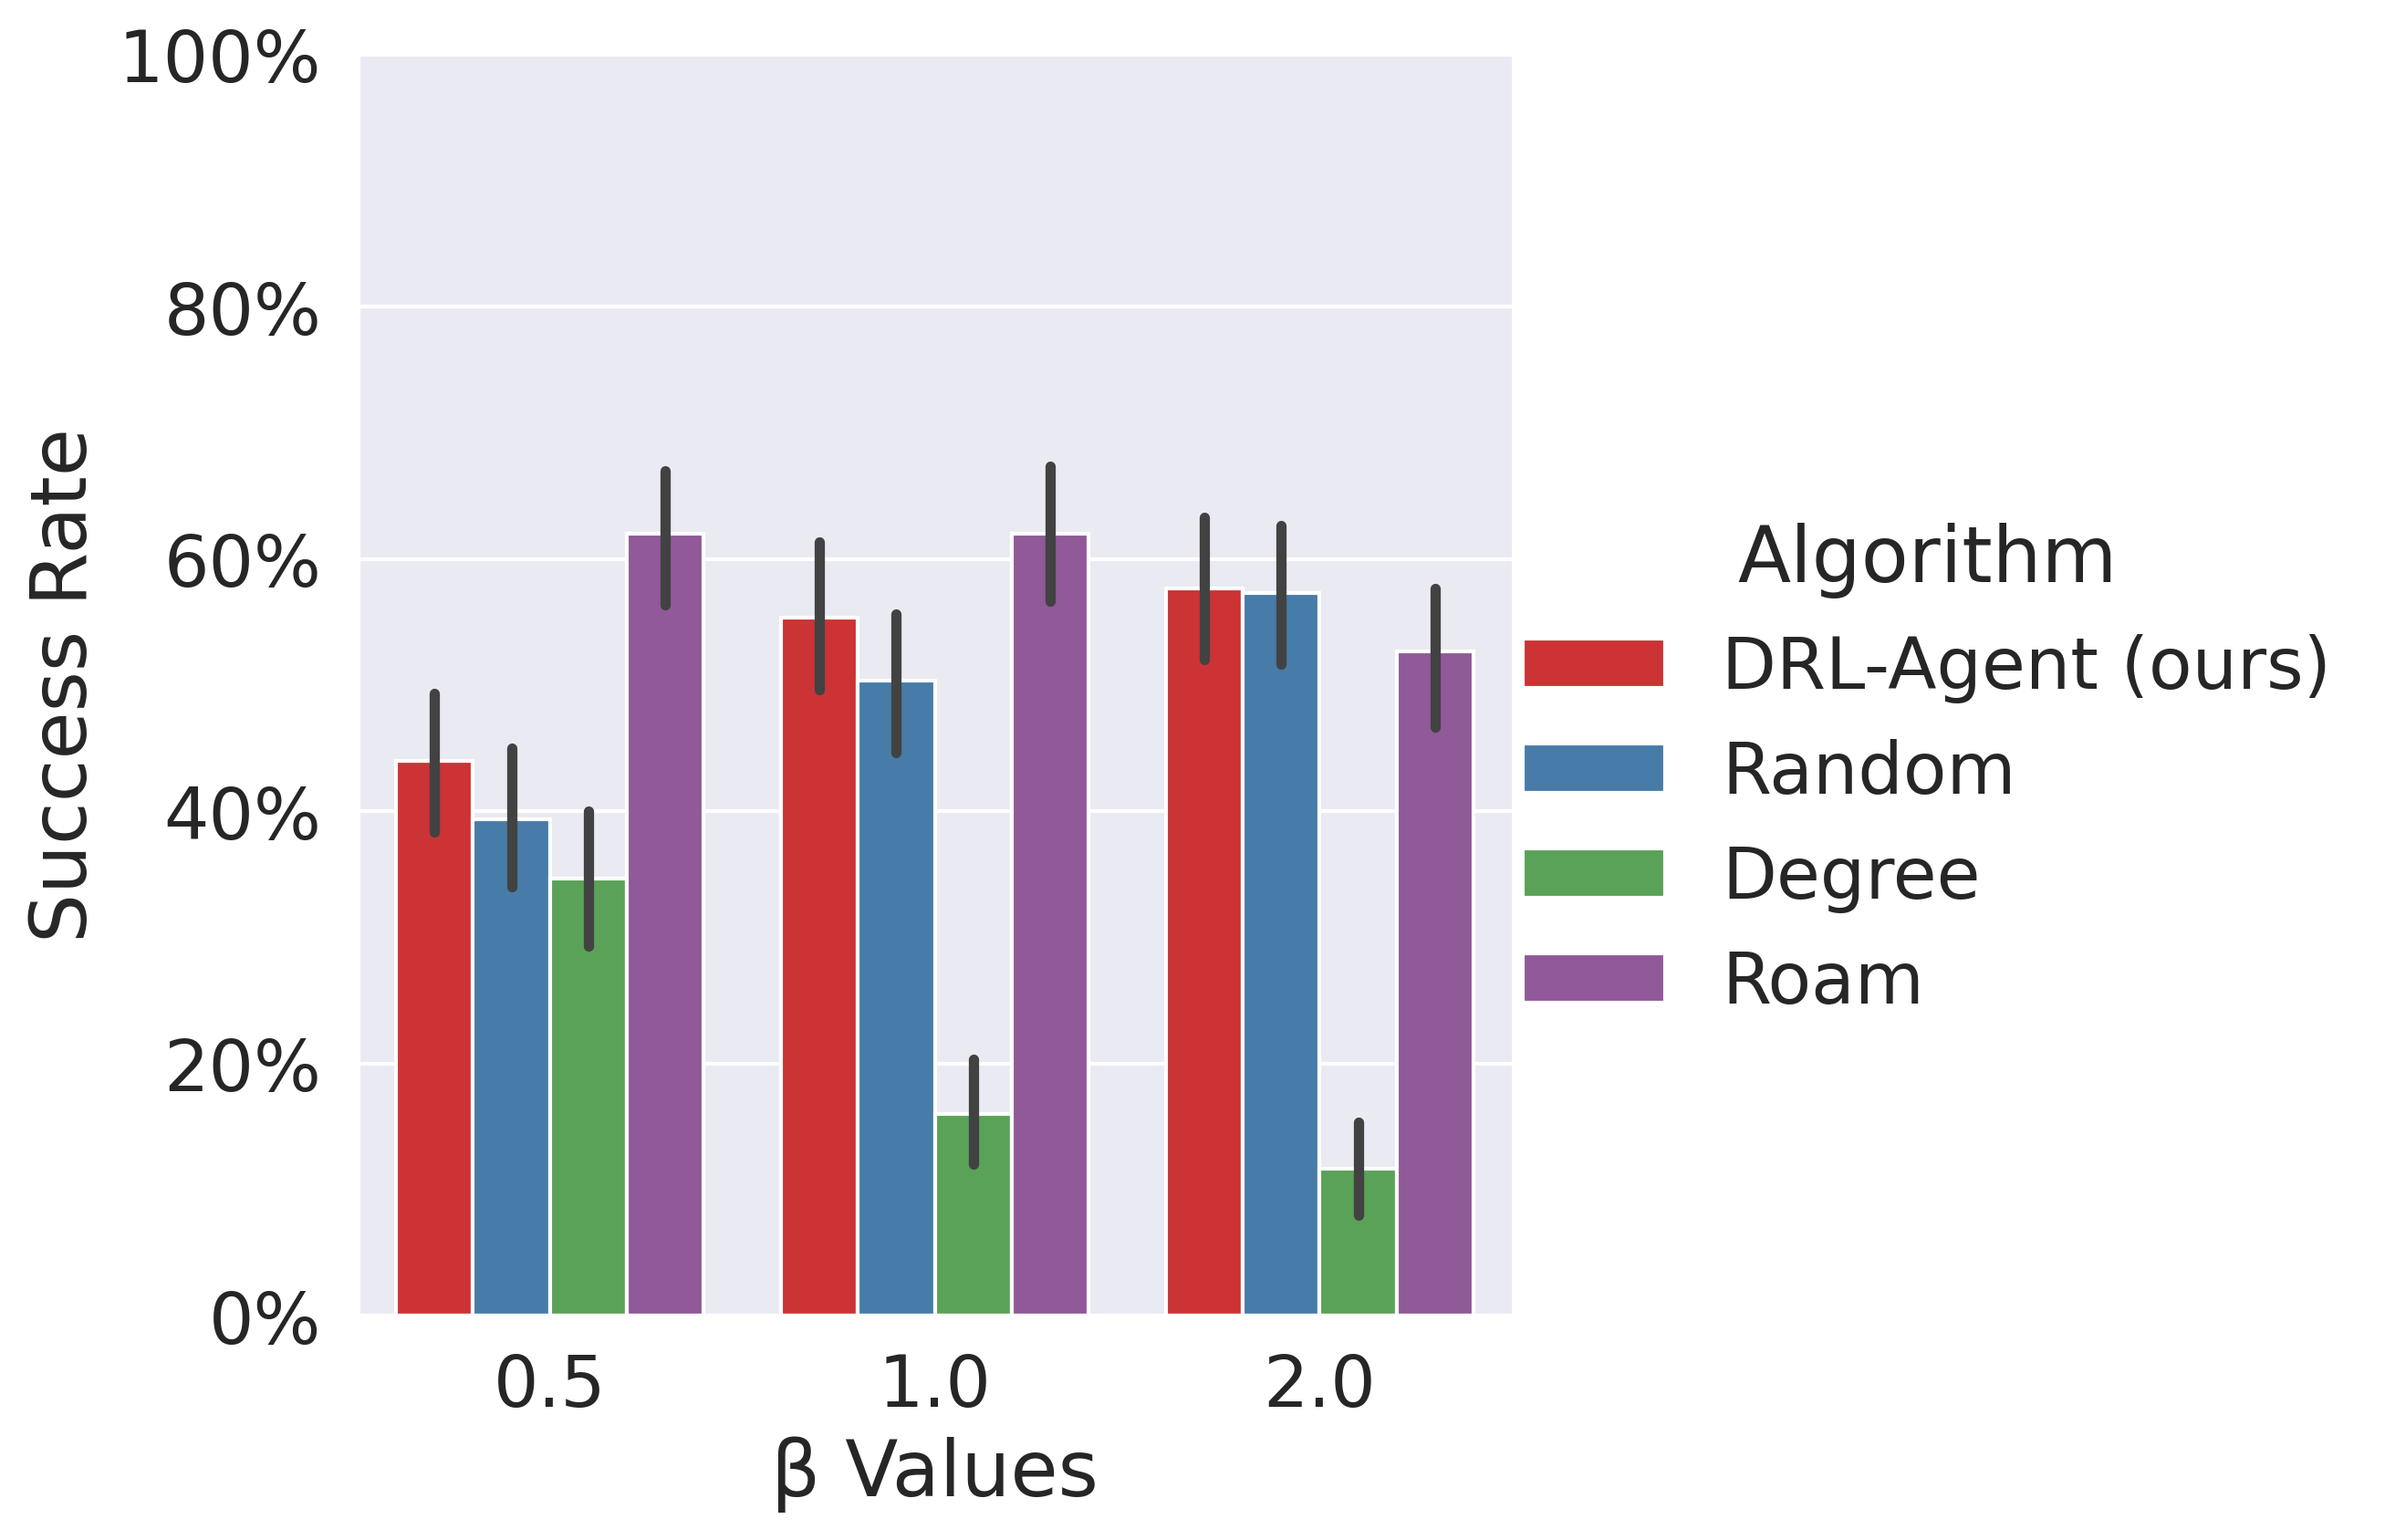 100%
80%
60%
40%
20%
0%
Success Rate
0.5 1.0 2.0
β Values
Algorithm
DRL-Agent (ours)
Random
Degree
Roam